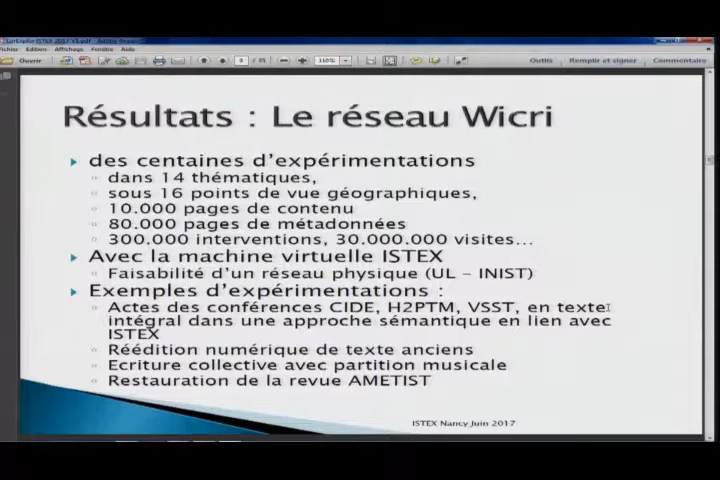 Fichier Edition Affichage Fenêtre Aide
Ouvrir 9 110% Outils Remplir et signer Commentaire
Résultats : Le réseau Wicri
des centaines d'expérimentations
dans 14 thématiques,
sous 16 points de vue géographiques,
10.000 pages de contenu
80.000 pages de métadonnées
300.000 interventions, 30.000.000 visites...
Avec la machine virtuelle ISTEX
Faisabilité d'un réseau physique (UL – INIST)
Exemples d'expérimentations :
Actes des conférences CIDE, H2PTM, VSST, en texte
intégral dans une approche sémantique en lien avec
ISTEX
Réédition numérique de texte anciens
Ecriture collective avec partition musicale
Restauration de la revue AMETIST
ISTEX Nancy Juin 2017